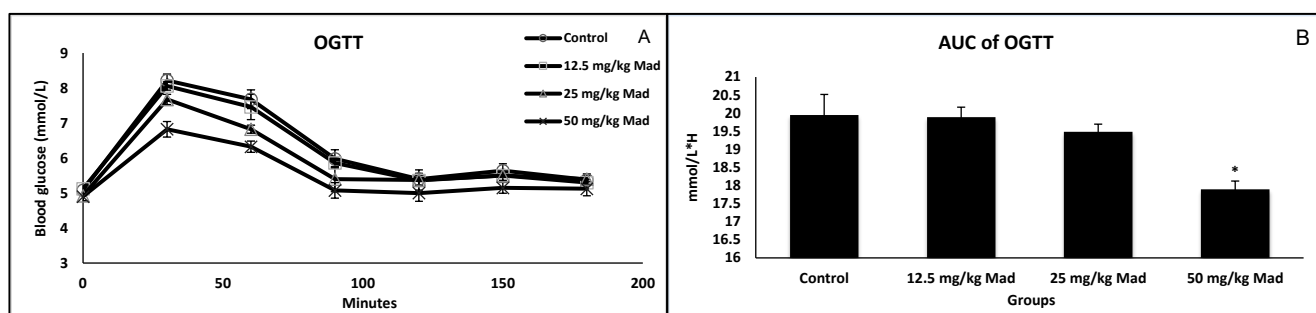 OGTT
A
Control
12.5 mg/kg Mad
25 mg/kg Mad
50 mg/kg Mad
Blood glucose (mmol/L)
9
8
7
6
5
4
3
0
50
100
150
200
Minutes
AUC of OGTT
B
mmol/L*H
21
20.5
20
19.5
19
18.5
18
17.5
17
16.5
16
*
Control
12.5 mg/kg Mad
25 mg/kg Mad
50 mg/kg Mad
Groups